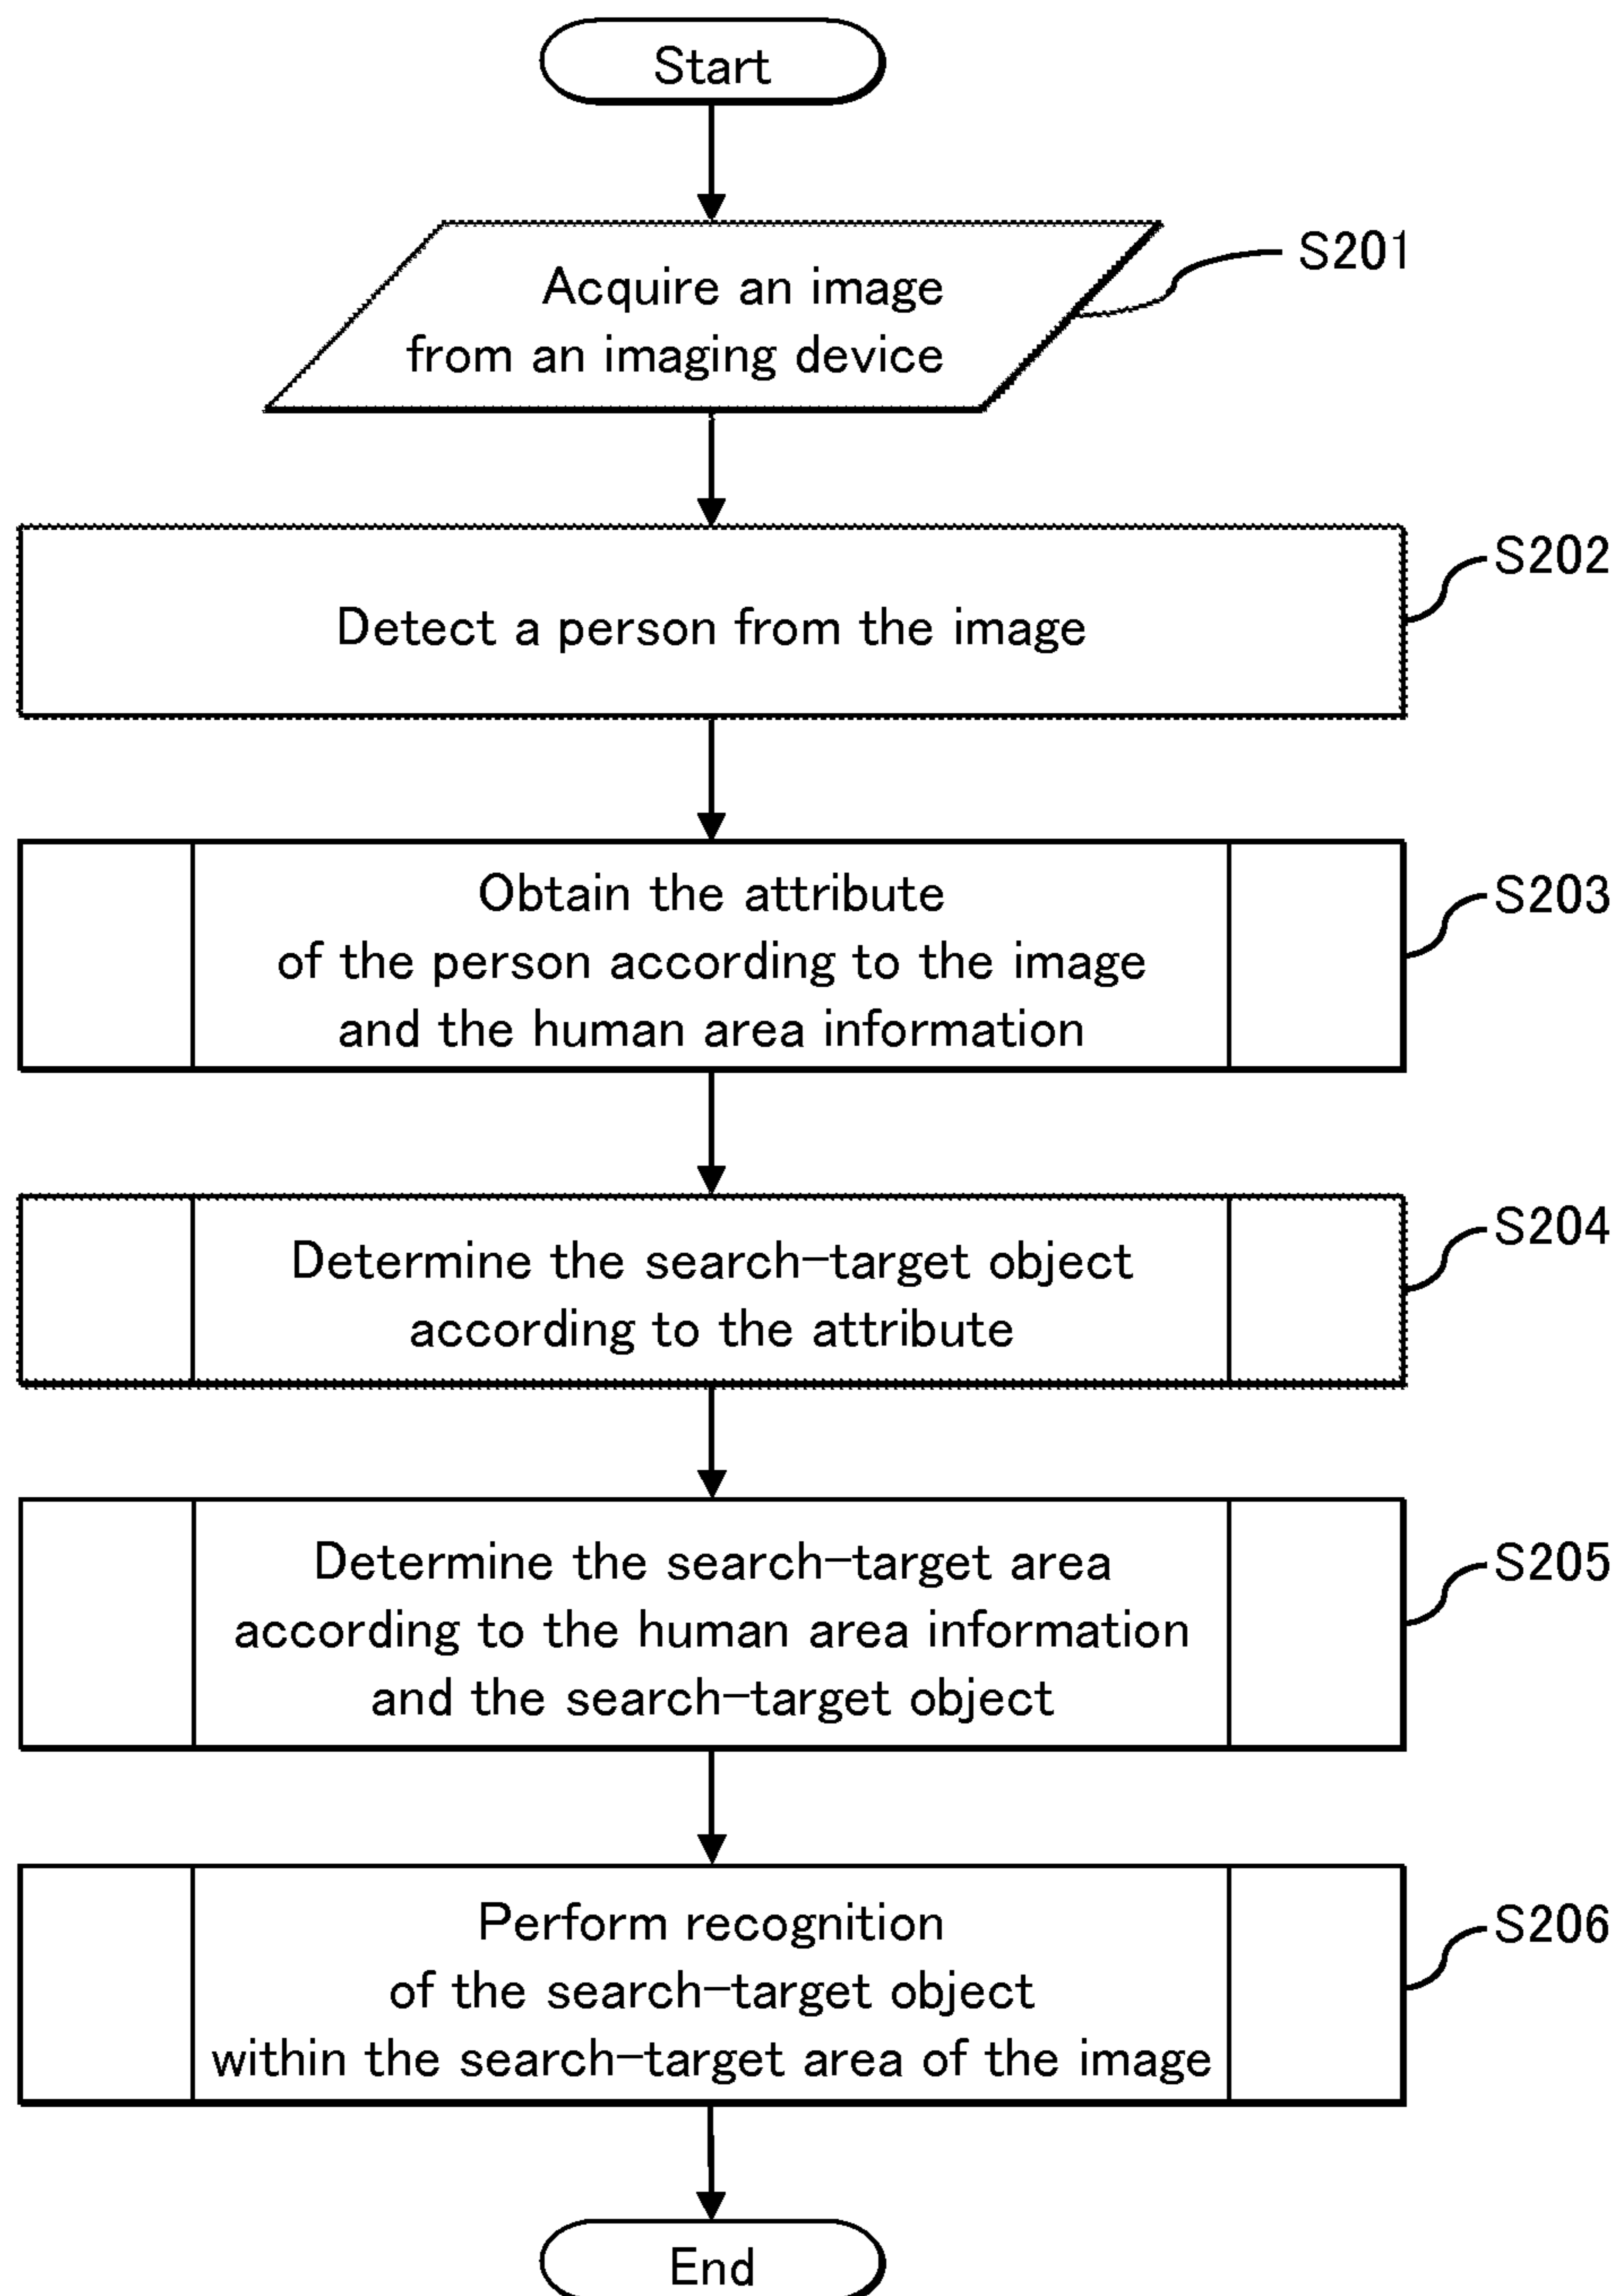 Start
Acquire an image
from an imaging device
S201
Detect a person from the image
S202
Obtain the attribute
of the person according to the image
and the human area information
S203
Determine the search-target object
according to the attribute
S204
Determine the search-target area
according to the human area information
and the search-target object
S205
Perform recognition
of the search-target object
within the search-target area of the image
S206
End